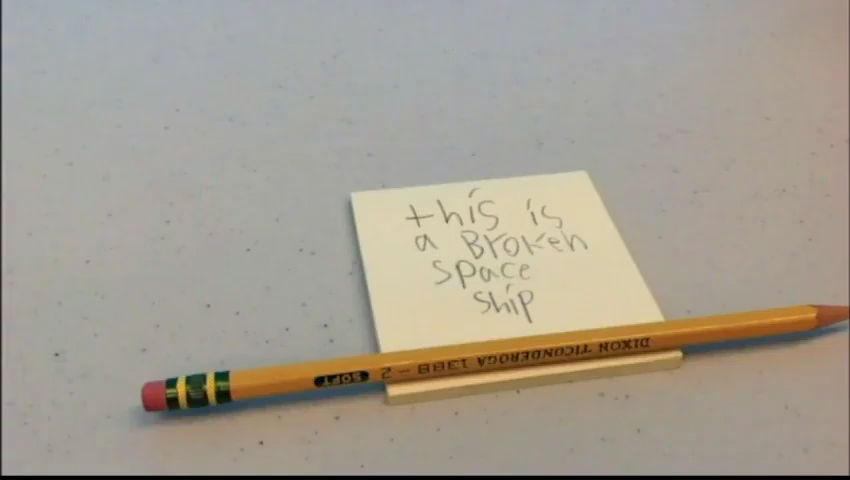 this is
a Broken
space
ship
DIXON TICONDEROGA 1388 - 2 SOFT